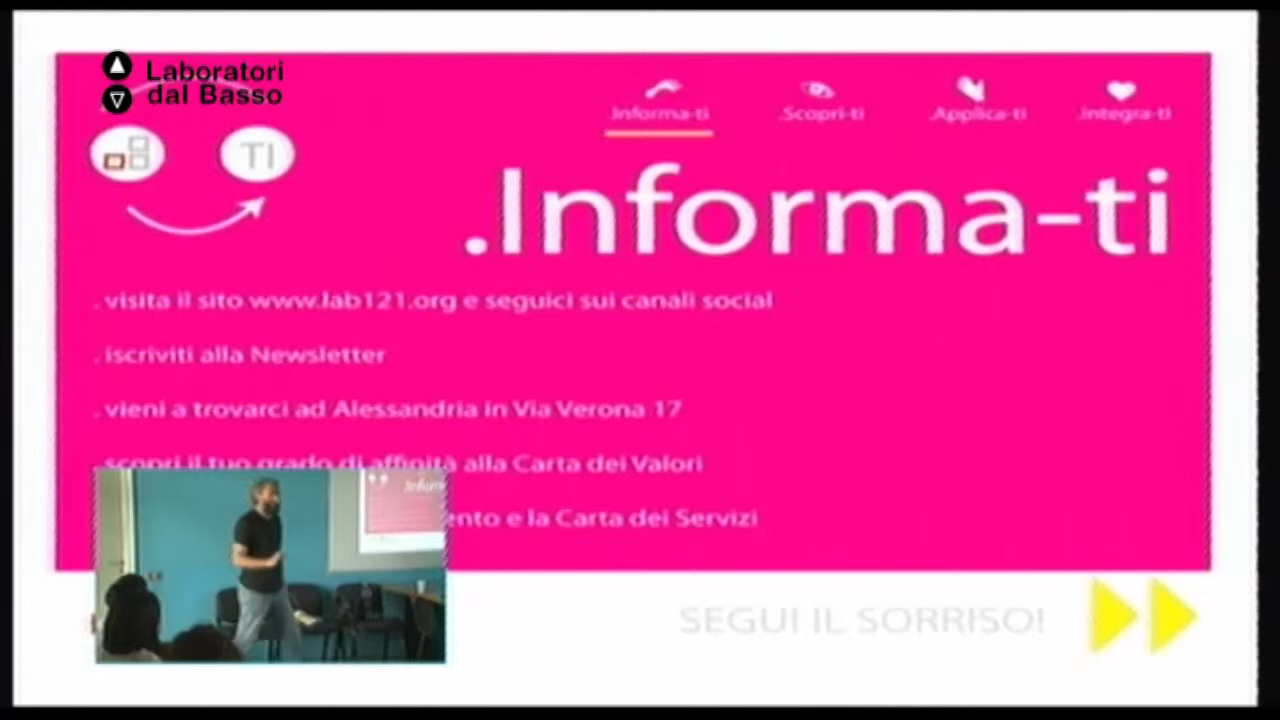 Laboratori
dal Basso
.Informa-ti
.Scopri-ti
.Applica-ti
.Integra-ti
TI
.Informa-ti
. visita il sito www.lab121.org e seguici sui canali social
. iscriviti alla Newsletter
. vieni a trovarci ad Alessandria in Via Verona 17
. scopri il tuo grado di affinità alla Carta dei Valori
e la Carta dei Servizi
SEGUI IL SORRISO!